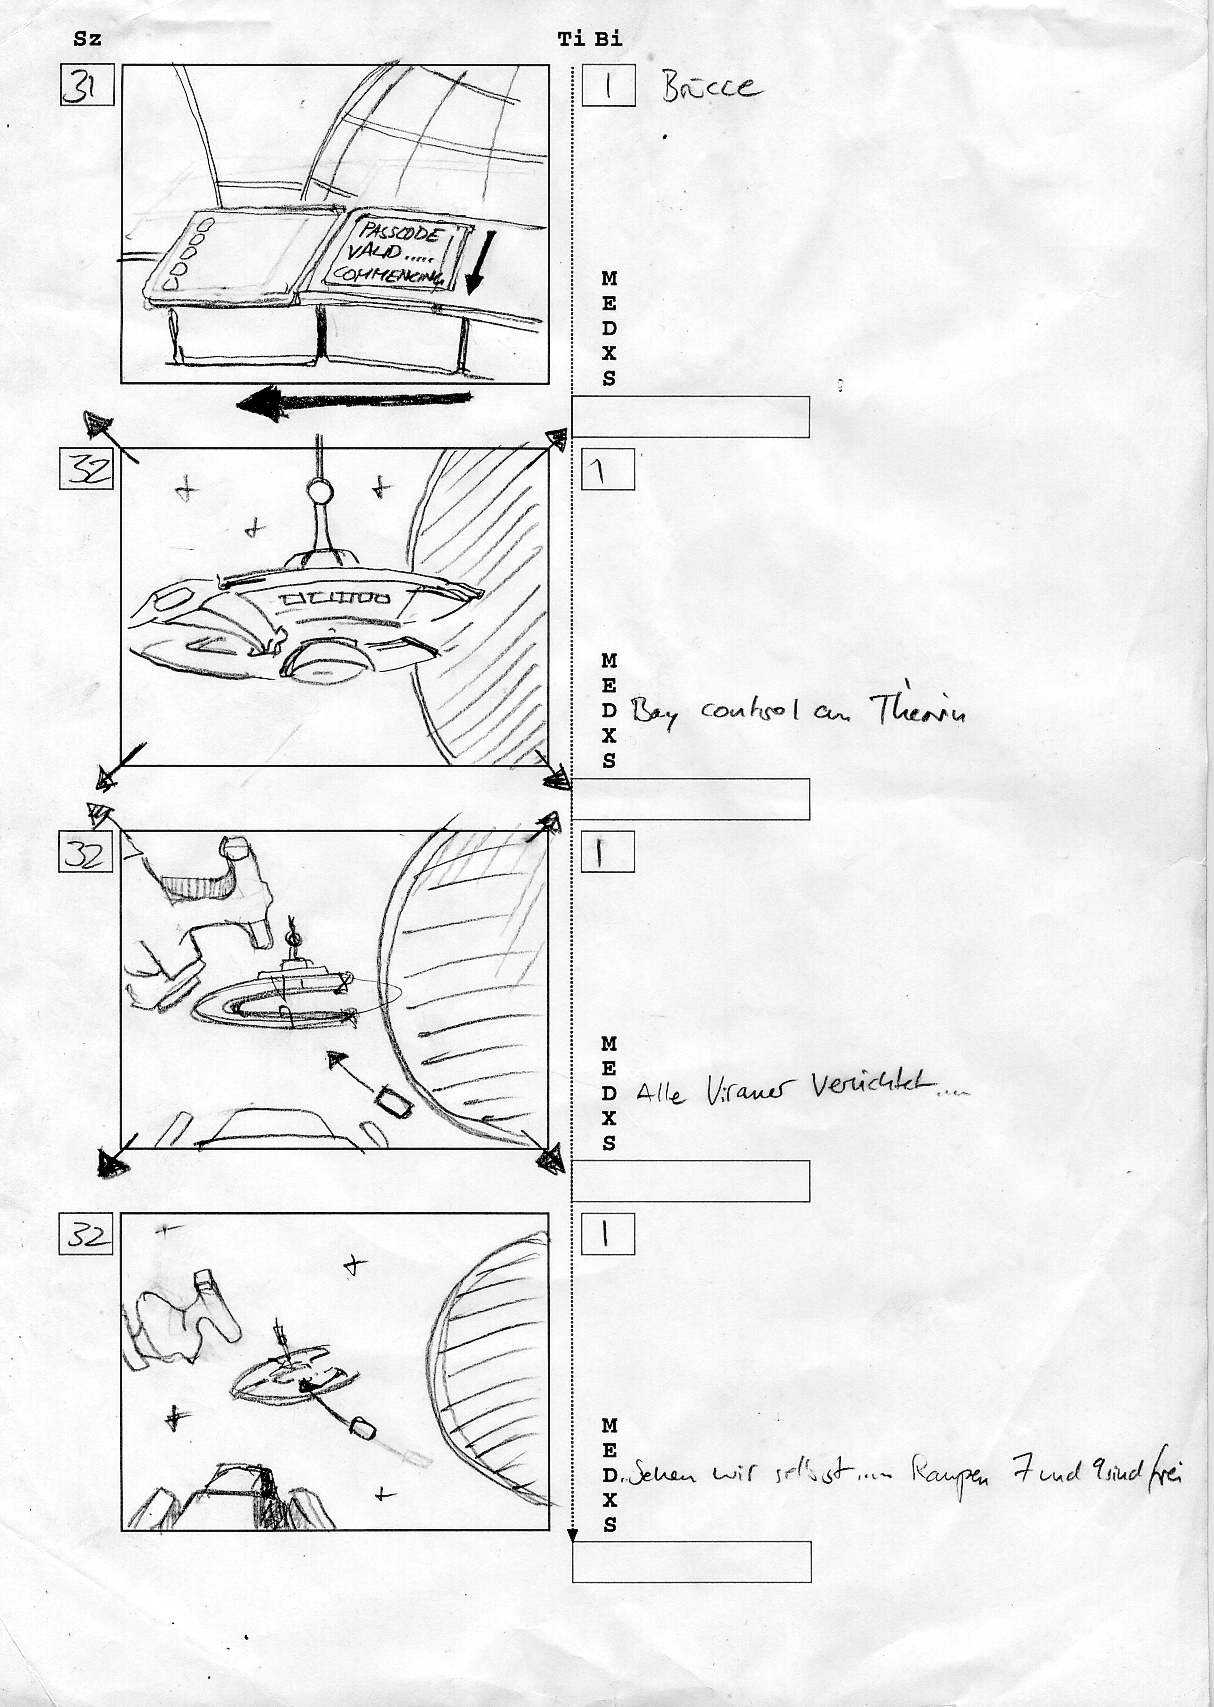 Sz Ti Bi
31 1 Brücce
PASSCODE
VALID.....
COMMENCING
M
E
D
X
S
32 1
M
E
D Bay control an Therin
X
S
32 1
M
E
D Alle Viraner Vernichtet...
X
S
32 1
M
E
D..Sehen wir selbst.... Rampen 7 und 9 sind frei
X
S